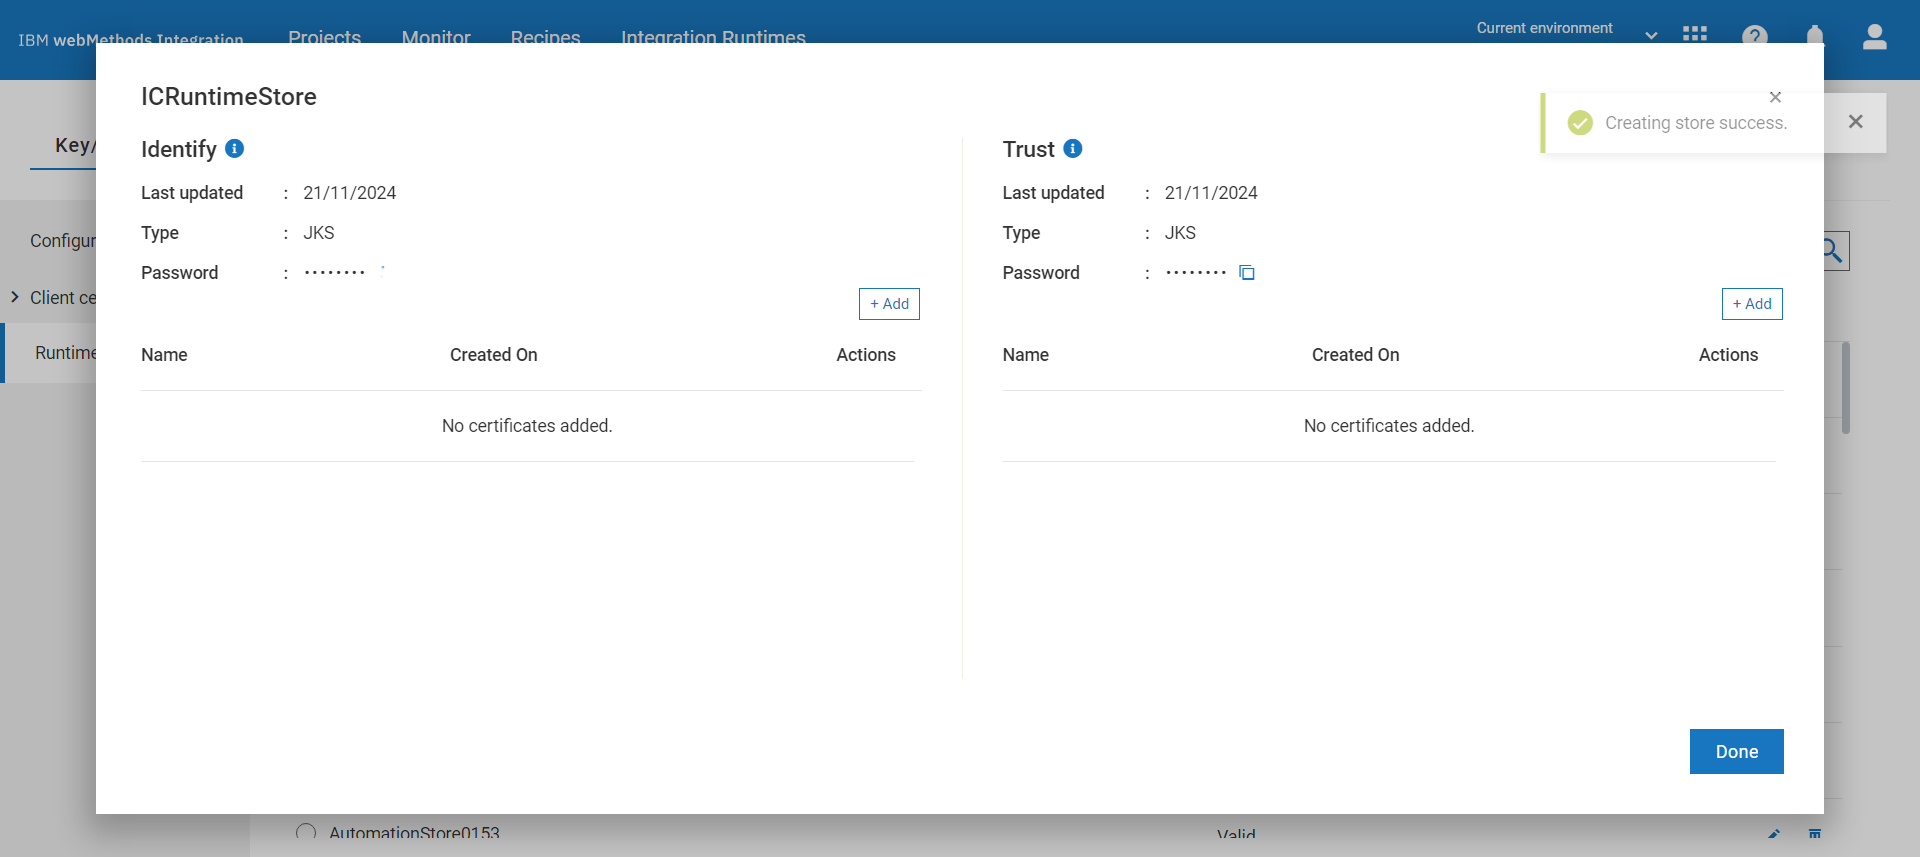 IBM webMethods Integration Projects Monitor Recipes Integration Runtimes Current environment
ICRuntimeStore
Creating store success.
Key/
Identify
Last updated : 21/11/2024
Type : JKS
Password : ••••••••
+ Add
Name Created On Actions
No certificates added.
Trust
Last updated : 21/11/2024
Type : JKS
Password : ••••••••
+ Add
Name Created On Actions
No certificates added.
Configur
Client ce
Runtime
Done
AutomationStore0153 Valid